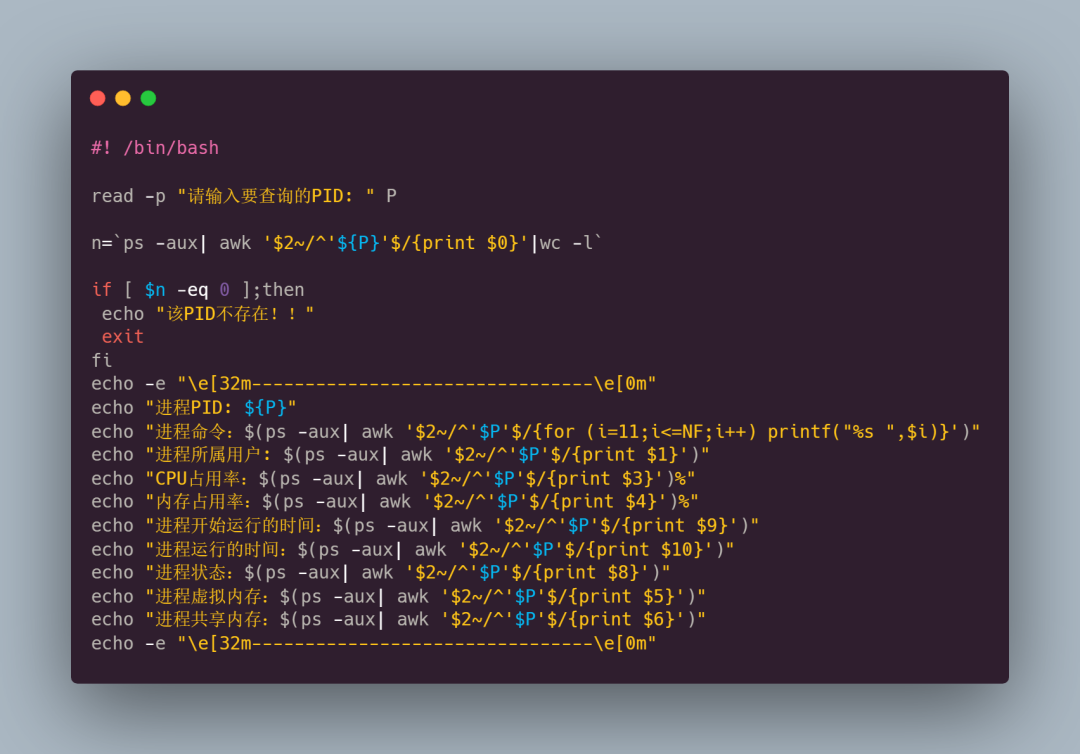 #! /bin/bash
read -p "请输入要查询的PID: " P
n=`ps -aux| awk '$2~/^'${P}'$/{print $0}'|wc -l`
if [ $n -eq 0 ];then
 echo "该PID不存在！！"
 exit
fi
echo -e "\e[32m--------------------------------\e[0m"
echo "进程PID: ${P}"
echo "进程命令：$(ps -aux| awk '$2~/^'$P'$/{for (i=11;i<=NF;i++) printf("%s ",$i)}')"
echo "进程所属用户: $(ps -aux| awk '$2~/^'$P'$/{print $1}')"
echo "CPU占用率：$(ps -aux| awk '$2~/^'$P'$/{print $3}')%"
echo "内存占用率：$(ps -aux| awk '$2~/^'$P'$/{print $4}')%"
echo "进程开始运行的时间：$(ps -aux| awk '$2~/^'$P'$/{print $9}')"
echo "进程运行的时间：$(ps -aux| awk '$2~/^'$P'$/{print $10}')"
echo "进程状态：$(ps -aux| awk '$2~/^'$P'$/{print $8}')"
echo "进程虚拟内存：$(ps -aux| awk '$2~/^'$P'$/{print $5}')"
echo "进程共享内存：$(ps -aux| awk '$2~/^'$P'$/{print $6}')"
echo -e "\e[32m--------------------------------\e[0m"